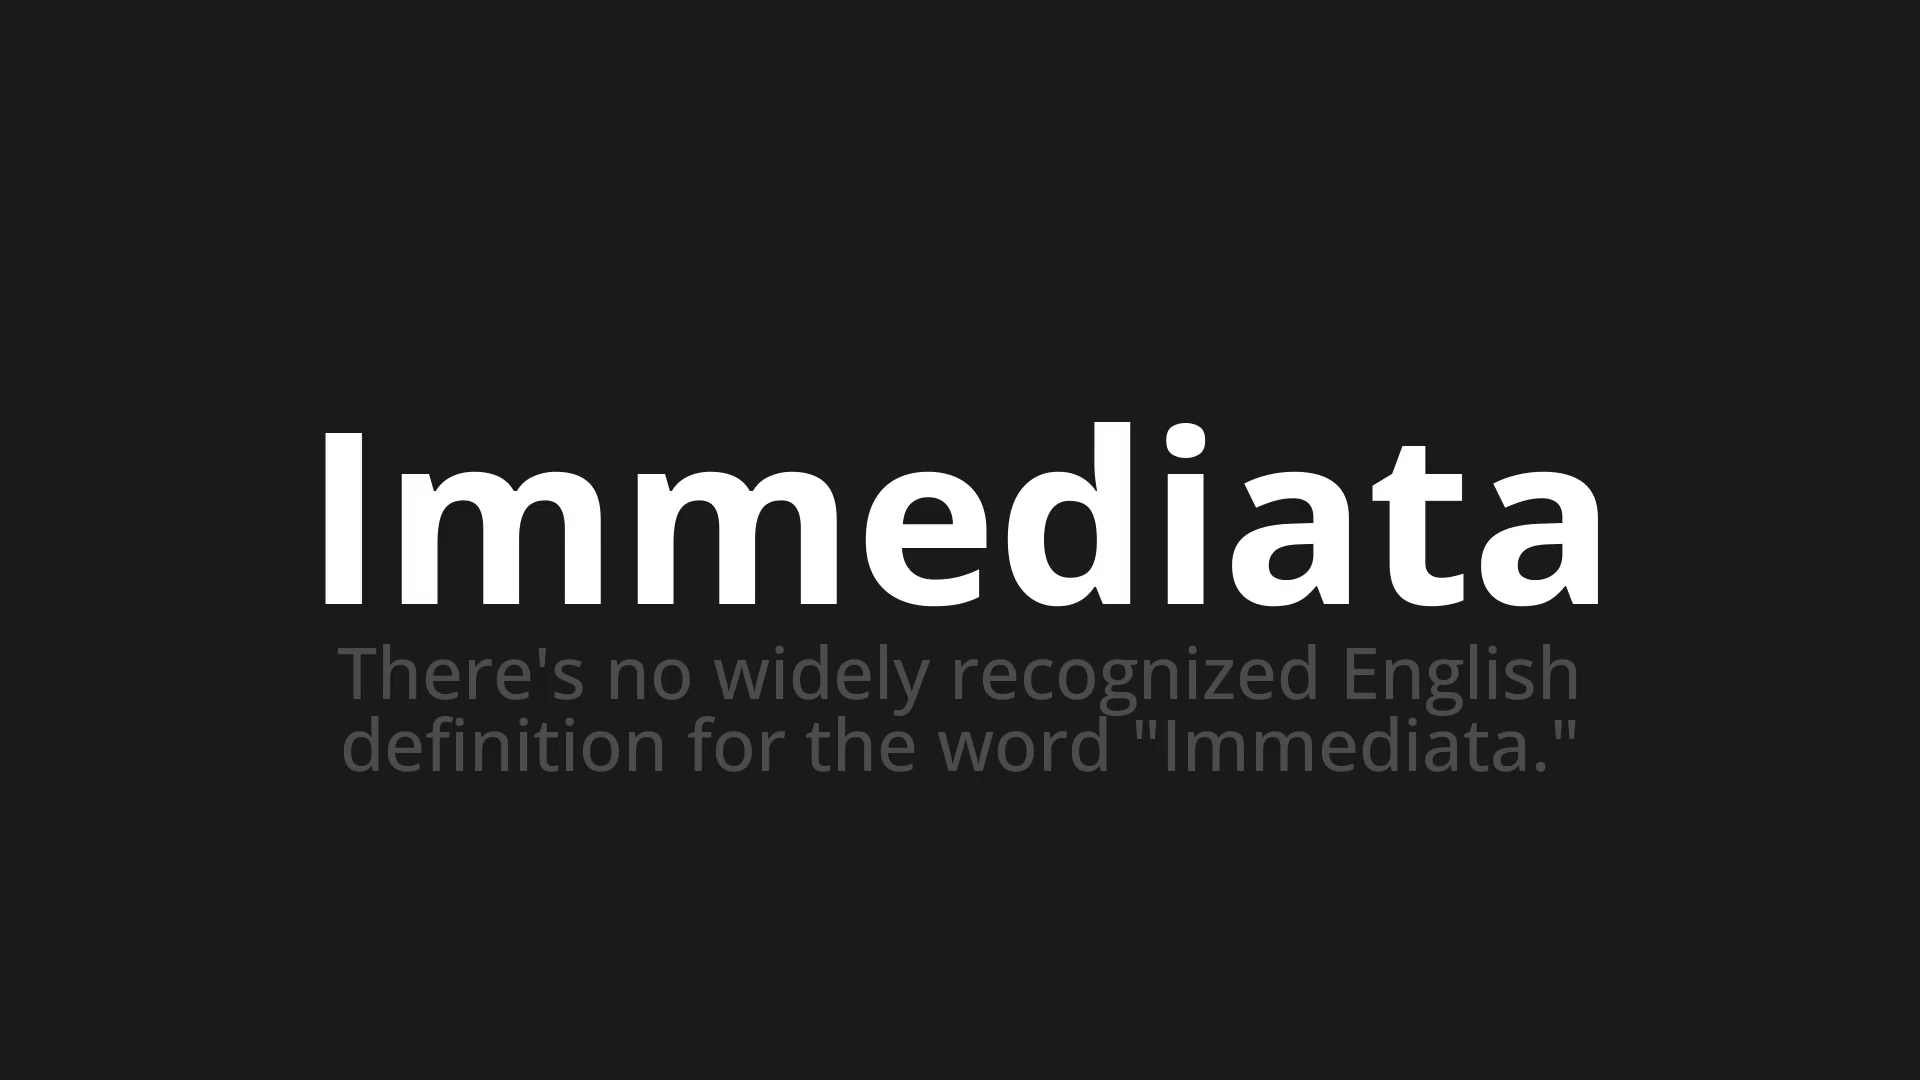 Immediata
There's no widely recognized English
definition for the word "Immediata."